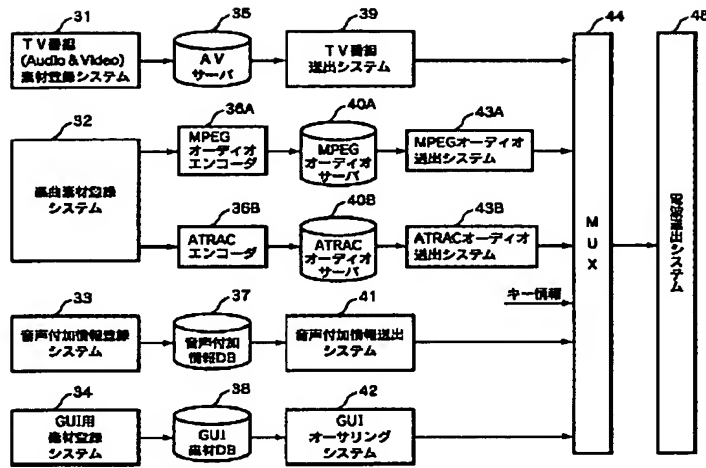 31
35
39
44
45
TV番組
(Audio & Video)
素材登録システム
AV
サーバ
TV番組
送出システム
32
36A
40A
43A
MPEG
オーディオ
エンコーダ
MPEG
オーディオ
サーバ
MPEGオーディオ
送出システム
楽曲素材登録
システム
36B
40B
43B
ATRAC
エンコーダ
ATRAC
オーディオ
サーバ
ATRACオーディオ
送出システム
MUX
システム
キー情報
33
37
41
音声付加情報登録
システム
音声付加
情報DB
音声付加情報送出
システム
34
38
42
GUI用
素材登録
システム
GUI
素材DB
GUI
オーサリング
システム